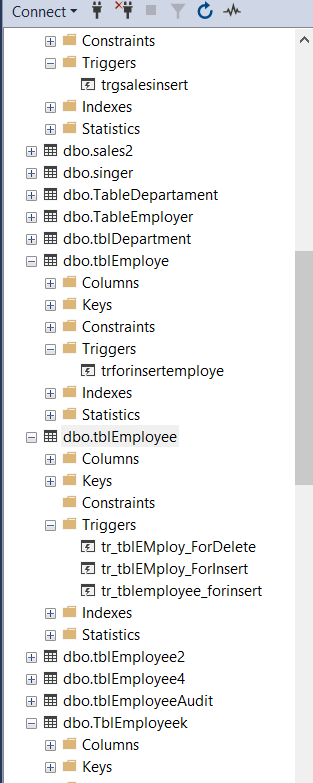 Connect
Constraints
Triggers
trgsalesinsert
Indexes
Statistics
dbo.sales2
dbo.singer
dbo.TableDepartament
dbo.TableEmployer
dbo.tblDepartment
dbo.tblEmploye
Columns
Keys
Constraints
Triggers
trforinsertemploye
Indexes
Statistics
dbo.tblEmployee
Columns
Keys
Constraints
Triggers
tr_tblEMploy_ForDelete
tr_tblEMploy_ForInsert
tr_tblemployee_forinsert
Indexes
Statistics
dbo.tblEmployee2
dbo.tblEmployee4
dbo.tblEmployeeAudit
dbo.TblEmployeek
Columns
Keys